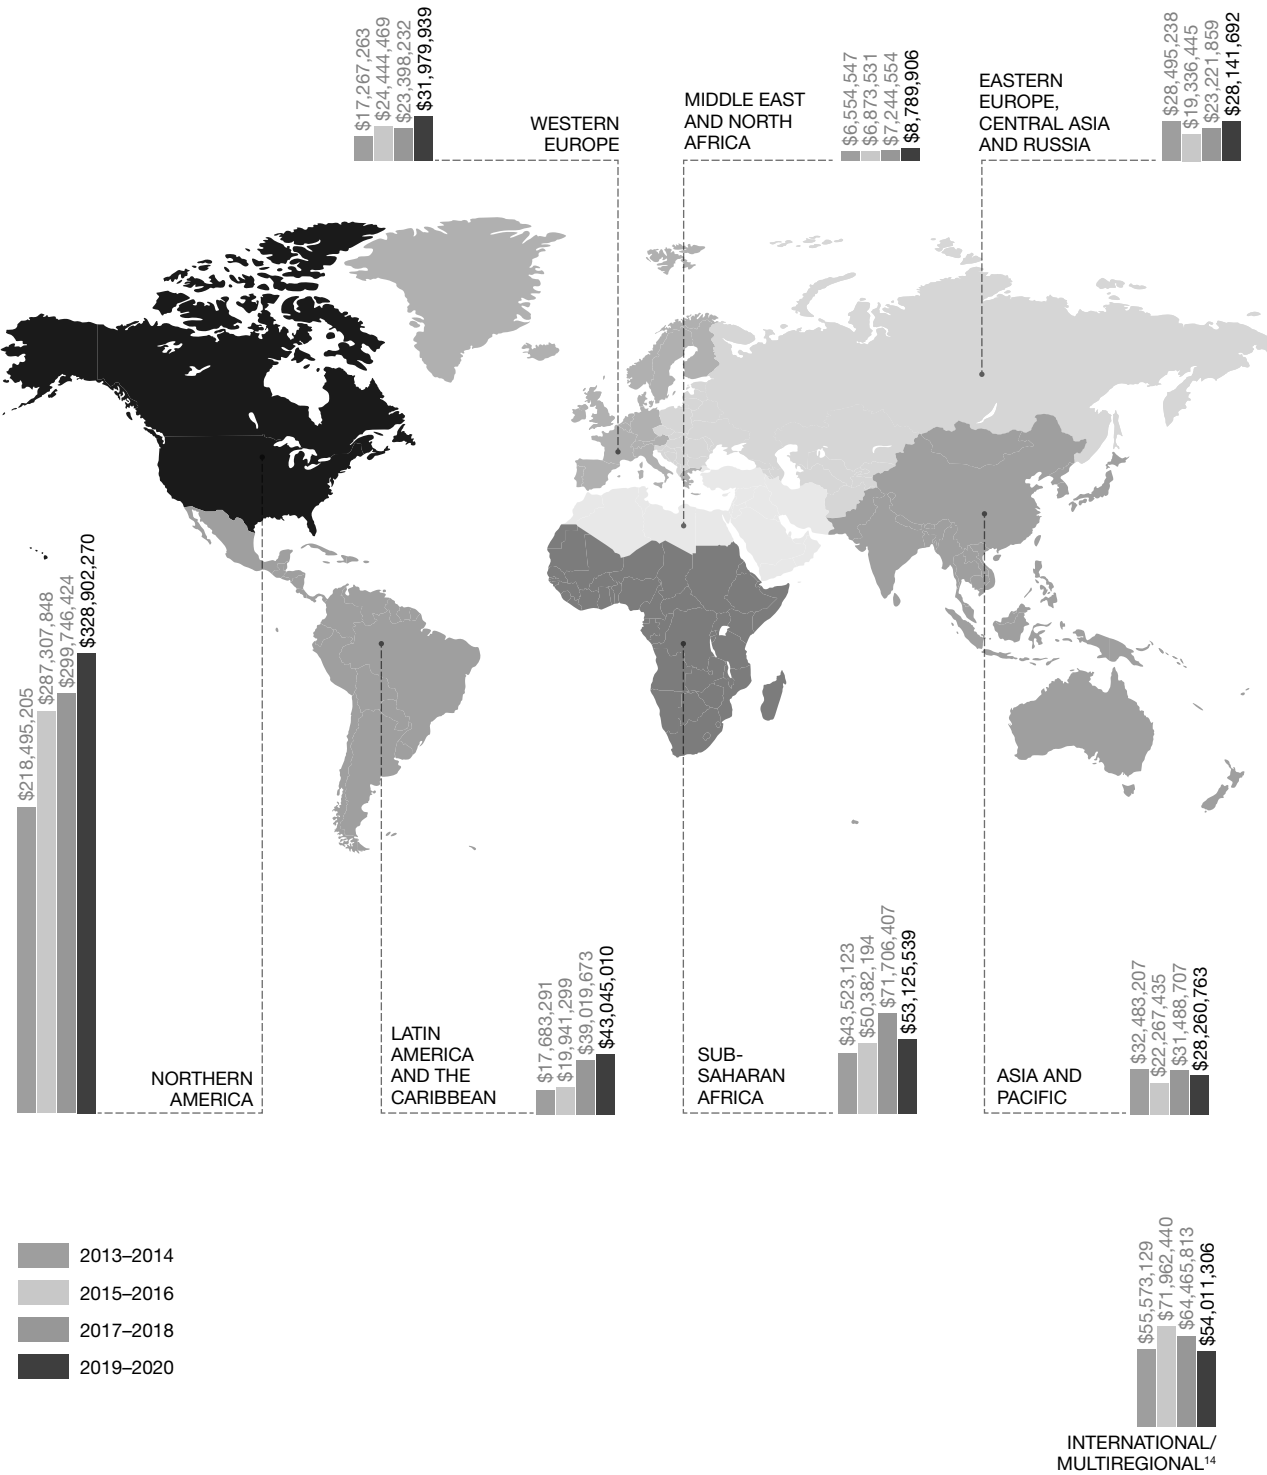 $17,267,263
$24,444,469
$23,398,232
$31,979,939
WESTERN
EUROPE
MIDDLE EAST
AND NORTH
AFRICA
$6,554,547
$6,873,531
$7,244,554
$8,789,906
EASTERN
EUROPE,
CENTRAL ASIA
AND RUSSIA
$28,495,238
$19,336,445
$23,221,859
$28,141,692
$218,495,205
$287,307,848
$299,746,424
$328,902,270
NORTHERN
AMERICA
LATIN
AMERICA
AND THE
CARIBBEAN
$17,683,291
$19,941,299
$39,019,673
$43,045,010
SUB-
SAHARAN
AFRICA
$43,523,123
$50,382,194
$71,706,407
$53,125,539
ASIA AND
PACIFIC
$32,483,207
$22,267,435
$31,488,707
$28,260,763
2013–2014
2015–2016
2017–2018
2019–2020
$55,573,129
$71,962,440
$64,465,813
$54,011,306
INTERNATIONAL/
MULTIREGIONAL¹⁴